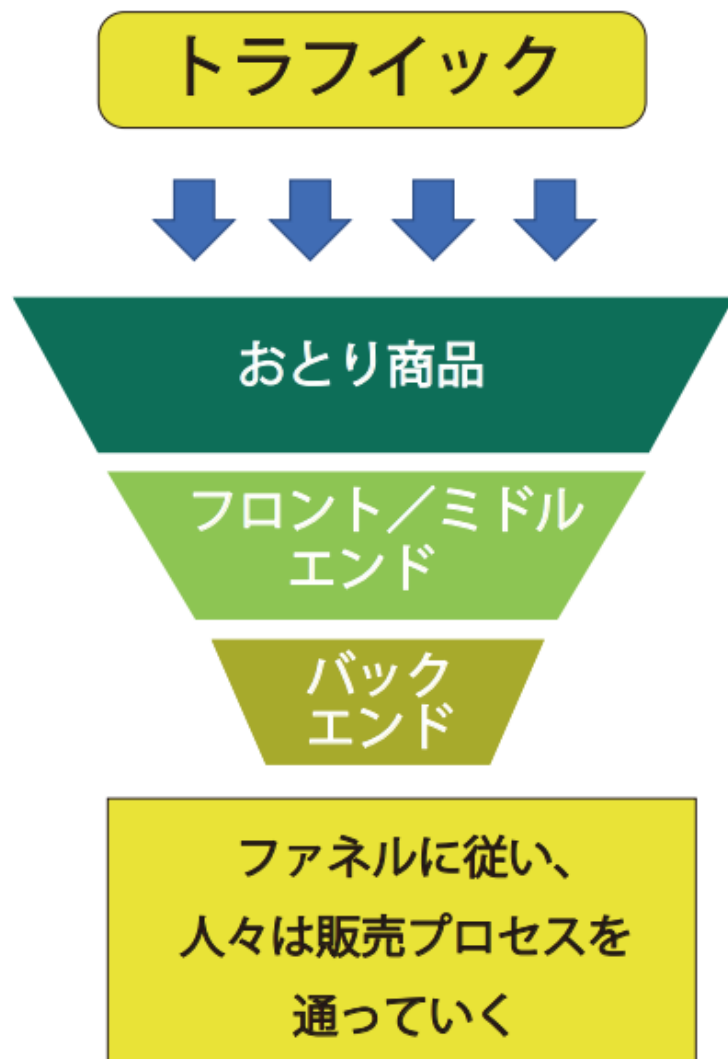 トラフイック
おとり商品
フロント／ミドル
エンド
バック
エンド
ファネルに従い、
人々は販売プロセスを
通っていく